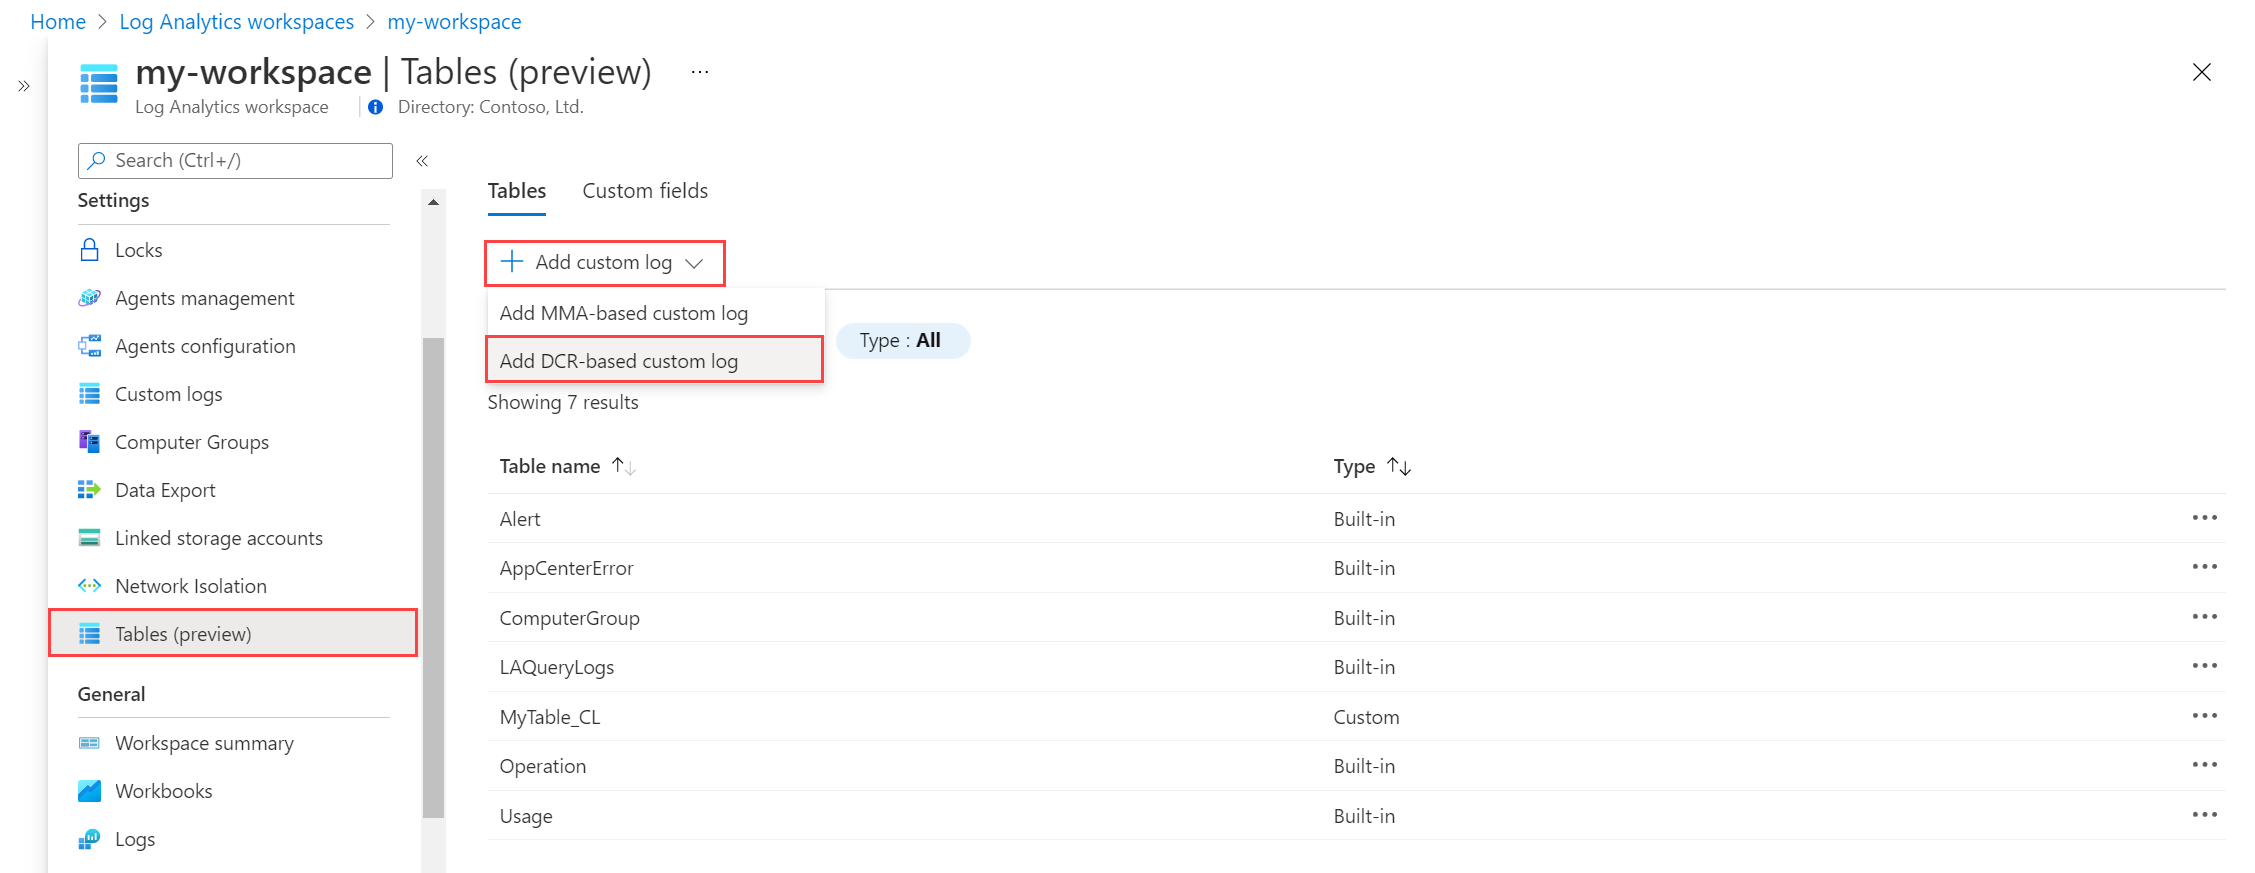 Home > Log Analytics workspaces > my-workspace
my-workspace | Tables (preview) ...
Log Analytics workspace | Directory: Contoso, Ltd.
Search (Ctrl+/)
Settings
Locks
Agents management
Agents configuration
Custom logs
Computer Groups
Data Export
Linked storage accounts
Network Isolation
Tables (preview)
General
Workspace summary
Workbooks
Logs
Tables Custom fields
Add custom log
Add MMA-based custom log
Add DCR-based custom log
Type : All
Showing 7 results
Table name Type
Alert Built-in
AppCenterError Built-in
ComputerGroup Built-in
LAQueryLogs Built-in
MyTable_CL Custom
Operation Built-in
Usage Built-in